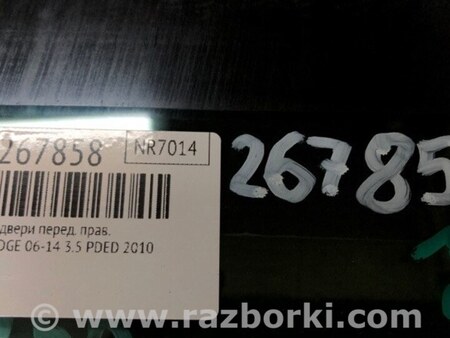 267858 NR7014 26785
двери перед. прав.
DGE 06-14 3.5 PDED 2010
© www.razborki.com